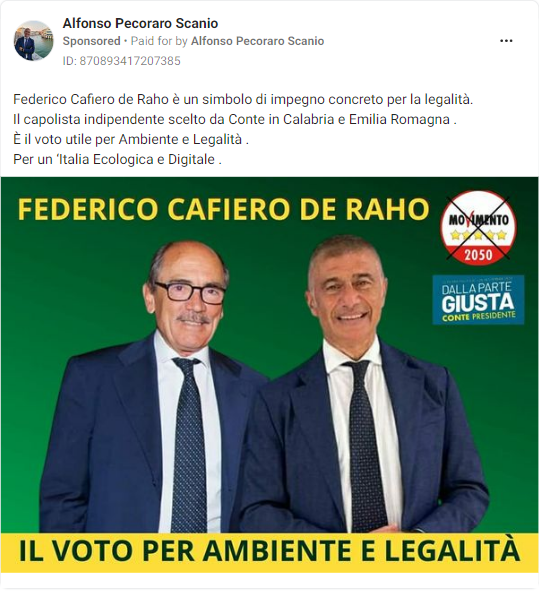 Alfonso Pecoraro Scanio
Sponsored • Paid for by Alfonso Pecoraro Scanio
ID: 870893417207385
Federico Cafiero de Raho è un simbolo di impegno concreto per la legalità.
Il capolista indipendente scelto da Conte in Calabria e Emilia Romagna .
È il voto utile per Ambiente e Legalità .
Per un ‘Italia Ecologica e Digitale .
FEDERICO CAFIERO DE RAHO
MOVIMENTO
2050
DALLA PARTE
GIUSTA
CONTE PRESIDENTE
IL VOTO PER AMBIENTE E LEGALITÀ